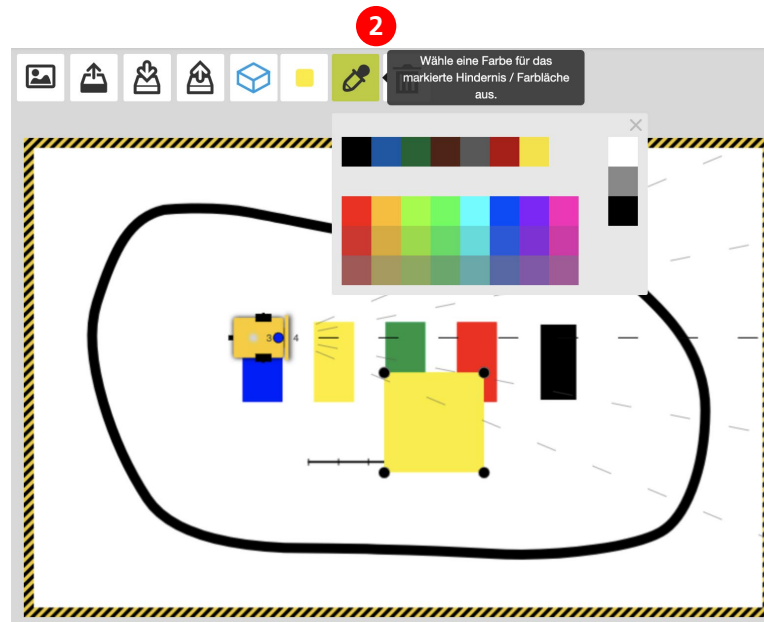 2
Wähle eine Farbe für das
markierte Hindernis / Farbläche
aus.
3
4